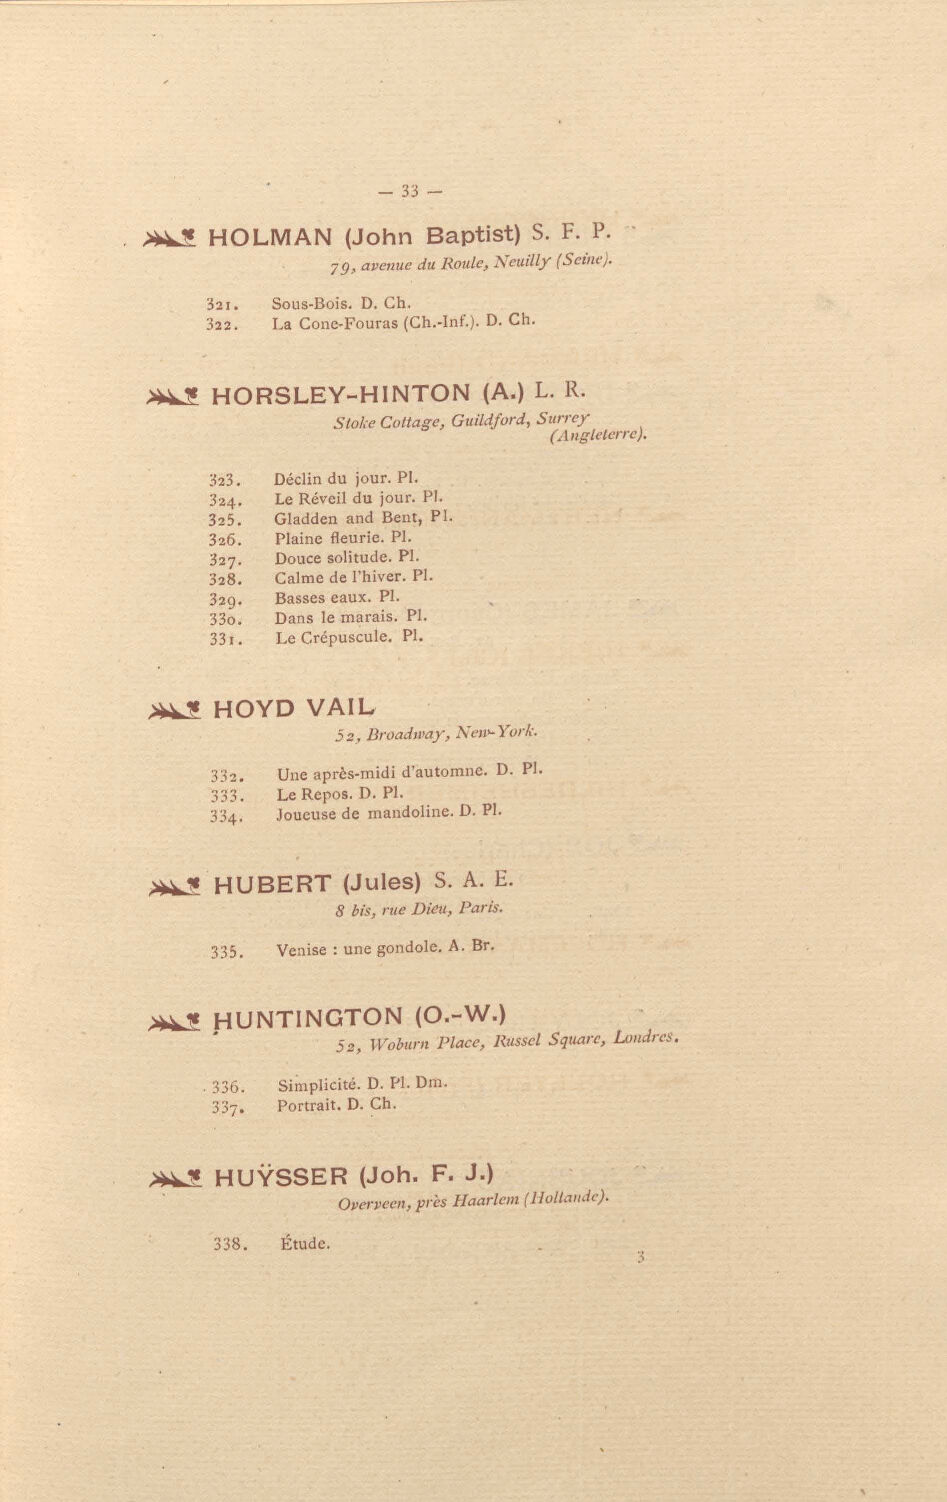 — 33 —
HOLMAN (John Baptist) S. F. P.
79, avenue du Roule, Neuilly (Seine).
321. Sous-Bois. D. Ch.
322. La Cone-Fouras (Ch.-Inf.). D. Ch.
HORSLEY-HINTON (A.) L. R.
Stoke Cottage, Guildford, Surrey
(Angleterre).
323. Déclin du jour. Pl.
324. Le Réveil du jour. Pl.
325. Gladden and Bent, Pl.
326. Plaine fleurie. Pl.
327. Douce solitude. Pl.
328. Calme de l'hiver. Pl.
329. Basses eaux. Pl.
330. Dans le marais. Pl.
331. Le Crépuscule. Pl.
HOYD VAIL
52, Broadway, New-York.
332. Une après-midi d'automne. D. Pl.
333. Le Repos. D. Pl.
334. Joueuse de mandoline. D. Pl.
HUBERT (Jules) S. A. E.
8 bis, rue Dieu, Paris.
335. Venise : une gondole. A. Br.
HUNTINGTON (O.-W.)
52, Woburn Place, Russel Square, Londres.
336. Simplicité. D. Pl. Dm.
337. Portrait. D. Ch.
HUŸSSER (Joh. F. J.)
Overveen, près Haarlem (Hollande).
338. Étude.
3